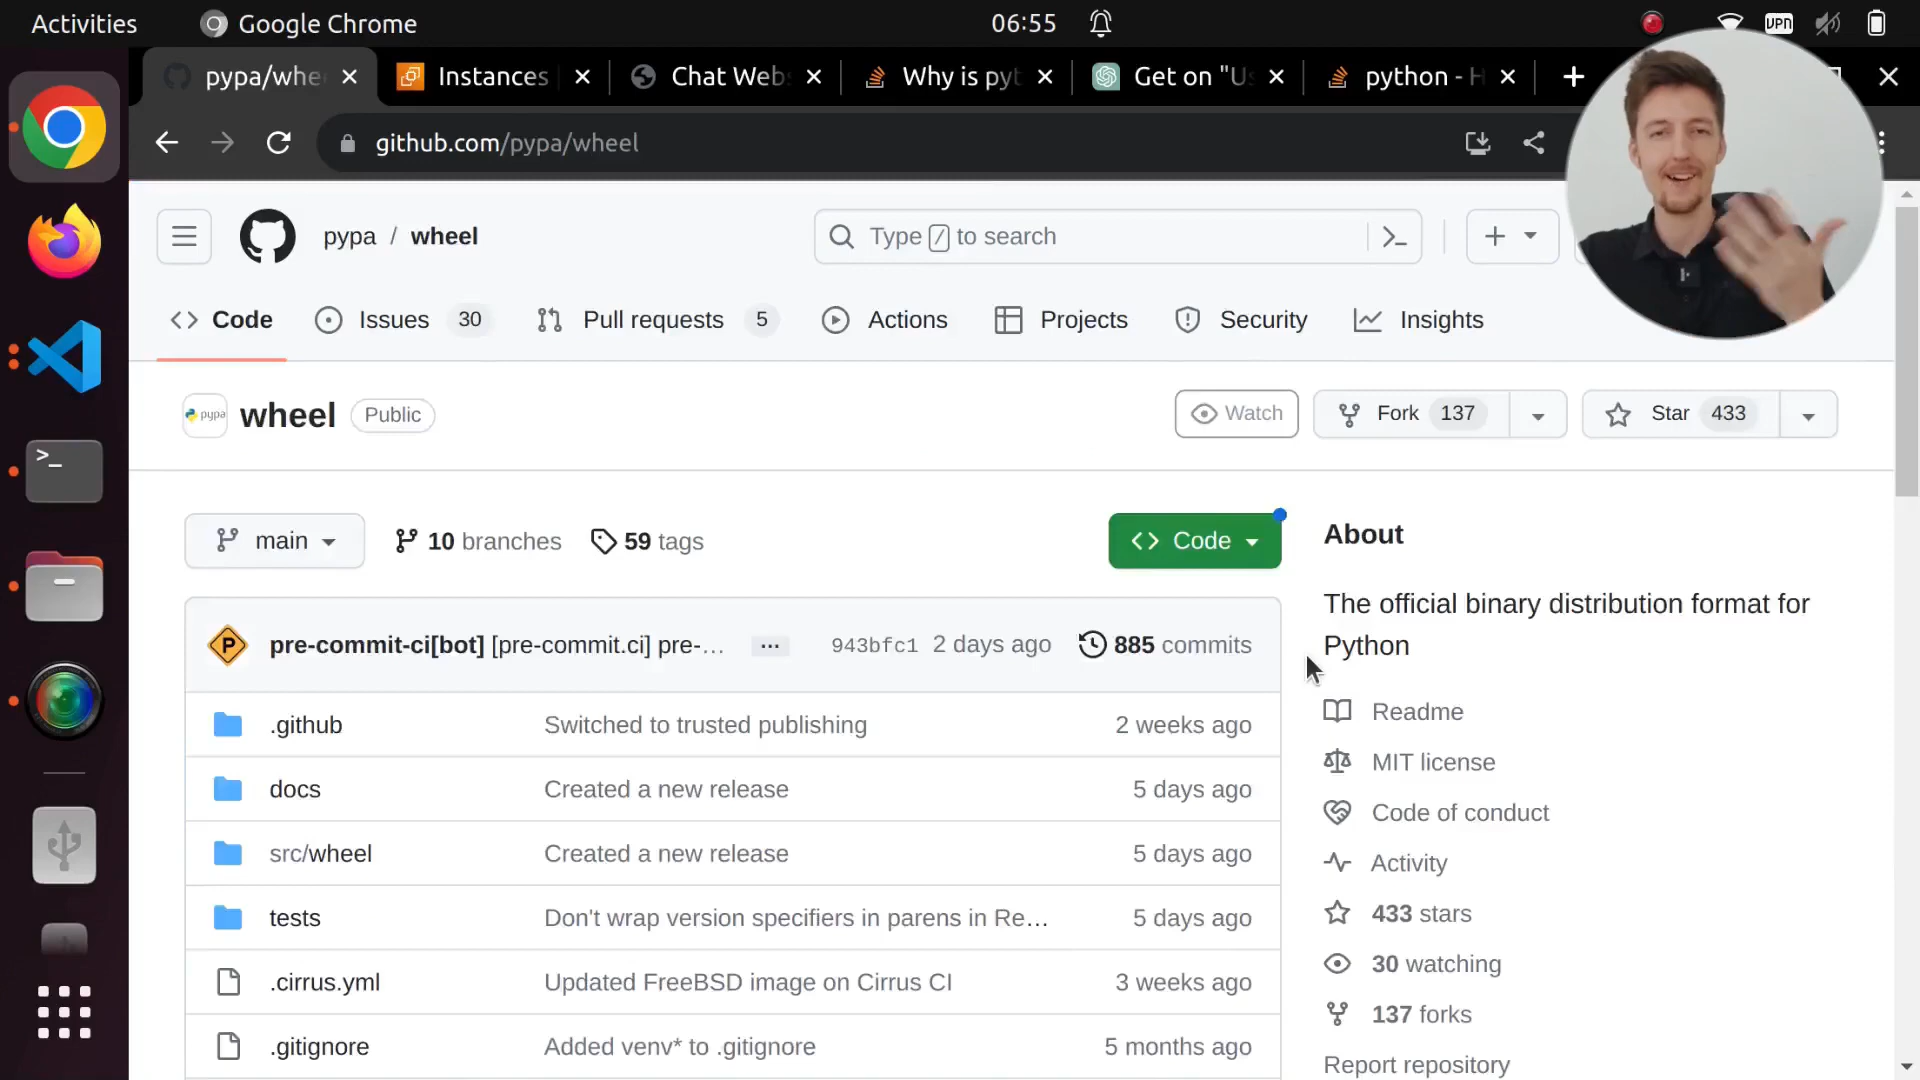 Activities
Google Chrome
06:55
VPN
pypa/whe
Instances
Chat Webs
Why is pyt
Get on "Us
python - H
github.com/pypa/wheel
pypa / wheel
Type / to search
Code
Issues 30
Pull requests 5
Actions
Projects
Security
Insights
pypa
wheel
Public
Watch
Fork 137
Star 433
main
10 branches
59 tags
Code
P
pre-commit-ci[bot] [pre-commit.ci] pre-…
943bfc1 2 days ago
885 commits
.github
Switched to trusted publishing
2 weeks ago
docs
Created a new release
5 days ago
src/wheel
Created a new release
5 days ago
tests
Don't wrap version specifiers in parens in Re…
5 days ago
.cirrus.yml
Updated FreeBSD image on Cirrus CI
3 weeks ago
.gitignore
Added venv* to .gitignore
5 months ago
About
The official binary distribution format for
Python
Readme
MIT license
Code of conduct
Activity
433 stars
30 watching
137 forks
Report repository